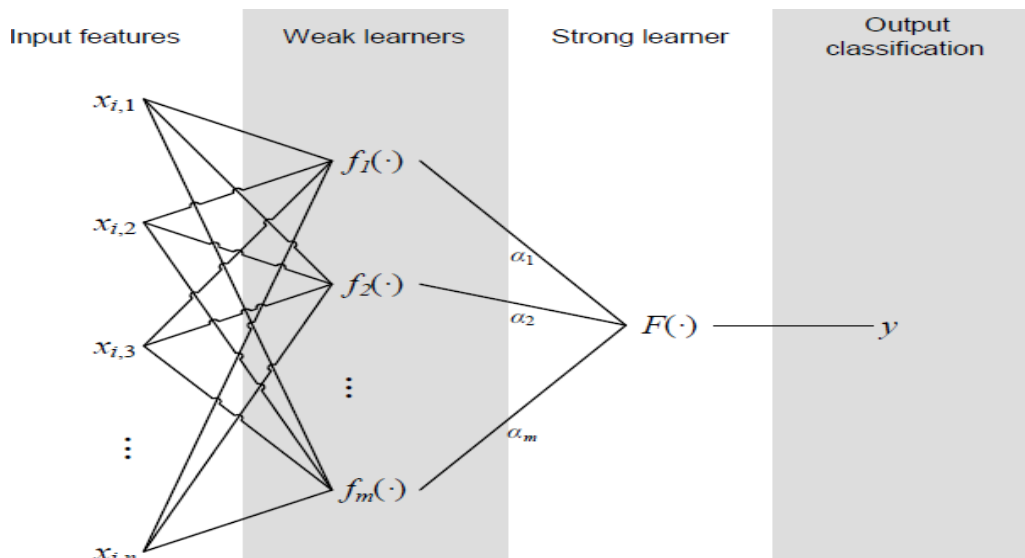 Input features
Weak learners
Strong learner
Output
classification
x_{i,1}
x_{i,2}
x_{i,3}
⋮
f_1(·)
f_2(·)
⋮
f_m(·)
α_1
α_2
α_m
F(·)
y